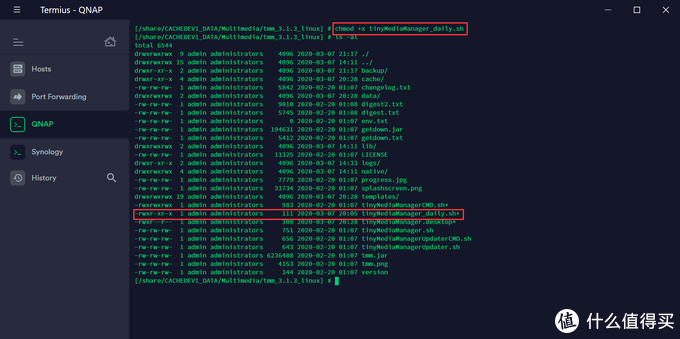 Termius - QNAP
Hosts
Port Forwarding
QNAP
Synology
History
[/share/CACHEDEV1_DATA/Multimedia/tmm_3.1.3_linux] # chmod +x tinyMediaManager_daily.sh
[/share/CACHEDEV1_DATA/Multimedia/tmm_3.1.3_linux] # ls -al
total 6544
drwxrwxrwx 9 admin administrators 4096 2020-03-07 21:17 ./
drwxrwxrwx 15 admin administrators 4096 2020-03-07 14:11 ../
drwxr-xr-x 2 admin administrators 4096 2020-03-07 21:17 backup/
drwxr-xr-x 4 admin administrators 4096 2020-03-07 20:28 cache/
-rw-rw-rw- 1 admin administrators 5842 2020-02-20 01:07 changelog.txt
drwxrwxrwx 2 admin administrators 4096 2020-03-07 20:28 data/
-rw-rw-rw- 1 admin administrators 9810 2020-02-20 01:08 digest2.txt
-rw-rw-rw- 1 admin administrators 5745 2020-02-20 01:08 digest.txt
-rw-rw-rw- 1 admin administrators 0 2020-02-20 01:07 env.txt
-rw-rw-rw- 1 admin administrators 194631 2020-02-20 01:07 getdown.jar
-rw-rw-rw- 1 admin administrators 5412 2020-02-20 01:07 getdown.txt
drwxrwxrwx 2 admin administrators 4096 2020-03-07 14:11 lib/
-rw-rw-rw- 1 admin administrators 11325 2020-02-20 01:07 LICENSE
drwxr-xr-x 2 admin administrators 4096 2020-03-07 14:33 logs/
drwxrwxrwx 4 admin administrators 4096 2020-03-07 14:11 native/
-rw-rw-rw- 1 admin administrators 7779 2020-02-20 01:07 progress.jpg
-rw-rw-rw- 1 admin administrators 31734 2020-02-20 01:07 splashscreen.png
drwxrwxrwx 19 admin administrators 4096 2020-03-07 20:28 templates/
-rwxrwxrwx 1 admin administrators 983 2020-02-20 01:07 tinyMediaManagerCMD.sh*
-rwxr-xr-x 1 admin administrators 111 2020-03-07 20:05 tinyMediaManager_daily.sh*
-rwxr--r-- 1 admin administrators 308 2020-03-07 20:28 tinyMediaManager.desktop*
-rw-rw-rw- 1 admin administrators 751 2020-02-20 01:07 tinyMediaManager.sh
-rw-rw-rw- 1 admin administrators 656 2020-02-20 01:07 tinyMediaManagerUpdaterCMD.sh
-rw-rw-rw- 1 admin administrators 643 2020-02-20 01:07 tinyMediaManagerUpdater.sh
-rw-rw-rw- 1 admin administrators 6236488 2020-02-20 01:07 tmm.jar
-rw-rw-rw- 1 admin administrators 4153 2020-02-20 01:07 tmm.png
-rw-rw-rw- 1 admin administrators 144 2020-02-20 01:07 version
[/share/CACHEDEV1_DATA/Multimedia/tmm_3.1.3_linux] #
值 什么值得买